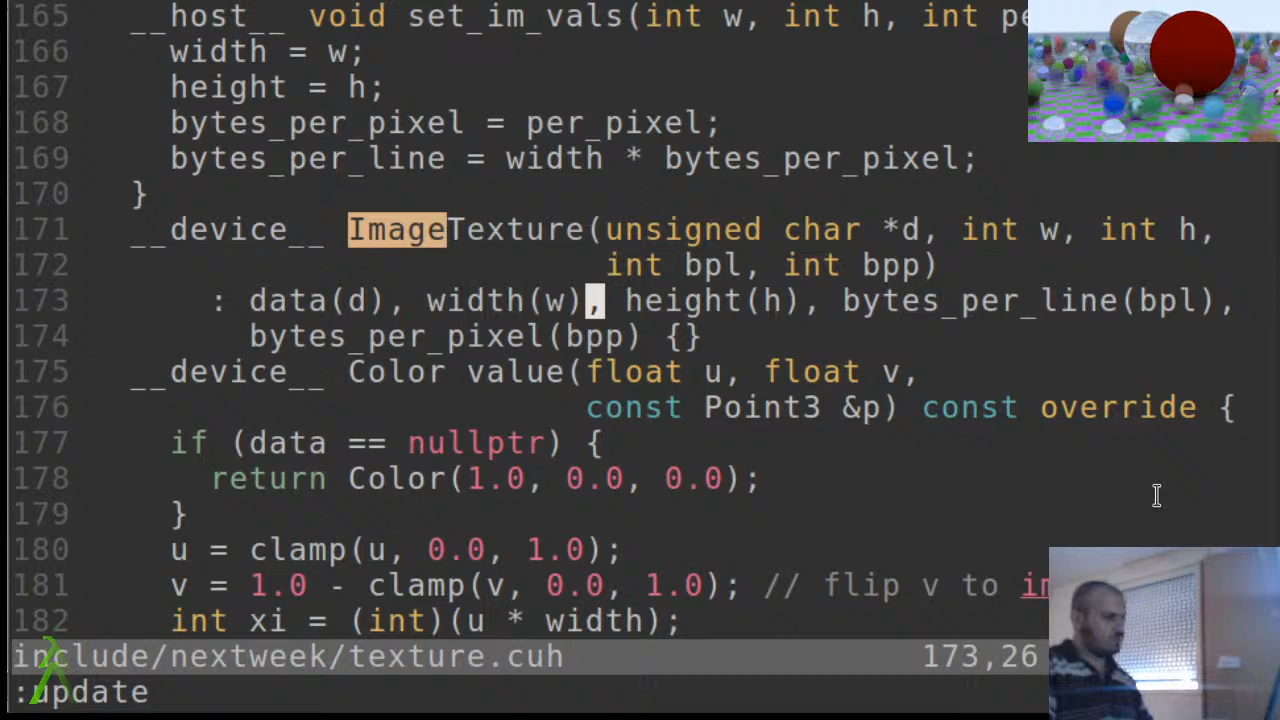 165   __host__ void set_im_vals(int w, int h, int pe
166     width = w;
167     height = h;
168     bytes_per_pixel = per_pixel;
169     bytes_per_line = width * bytes_per_pixel;
170   }
171   __device__ ImageTexture(unsigned char *d, int w, int h,
172                           int bpl, int bpp)
173       : data(d), width(w), height(h), bytes_per_line(bpl),
174         bytes_per_pixel(bpp) {}
175   __device__ Color value(float u, float v,
176                          const Point3 &p) const override {
177     if (data == nullptr) {
178       return Color(1.0, 0.0, 0.0);
179     }
180     u = clamp(u, 0.0, 1.0);
181     v = 1.0 - clamp(v, 0.0, 1.0); // flip v to im
182     int xi = (int)(u * width);
include/nextweek/texture.cuh 173,26
:update